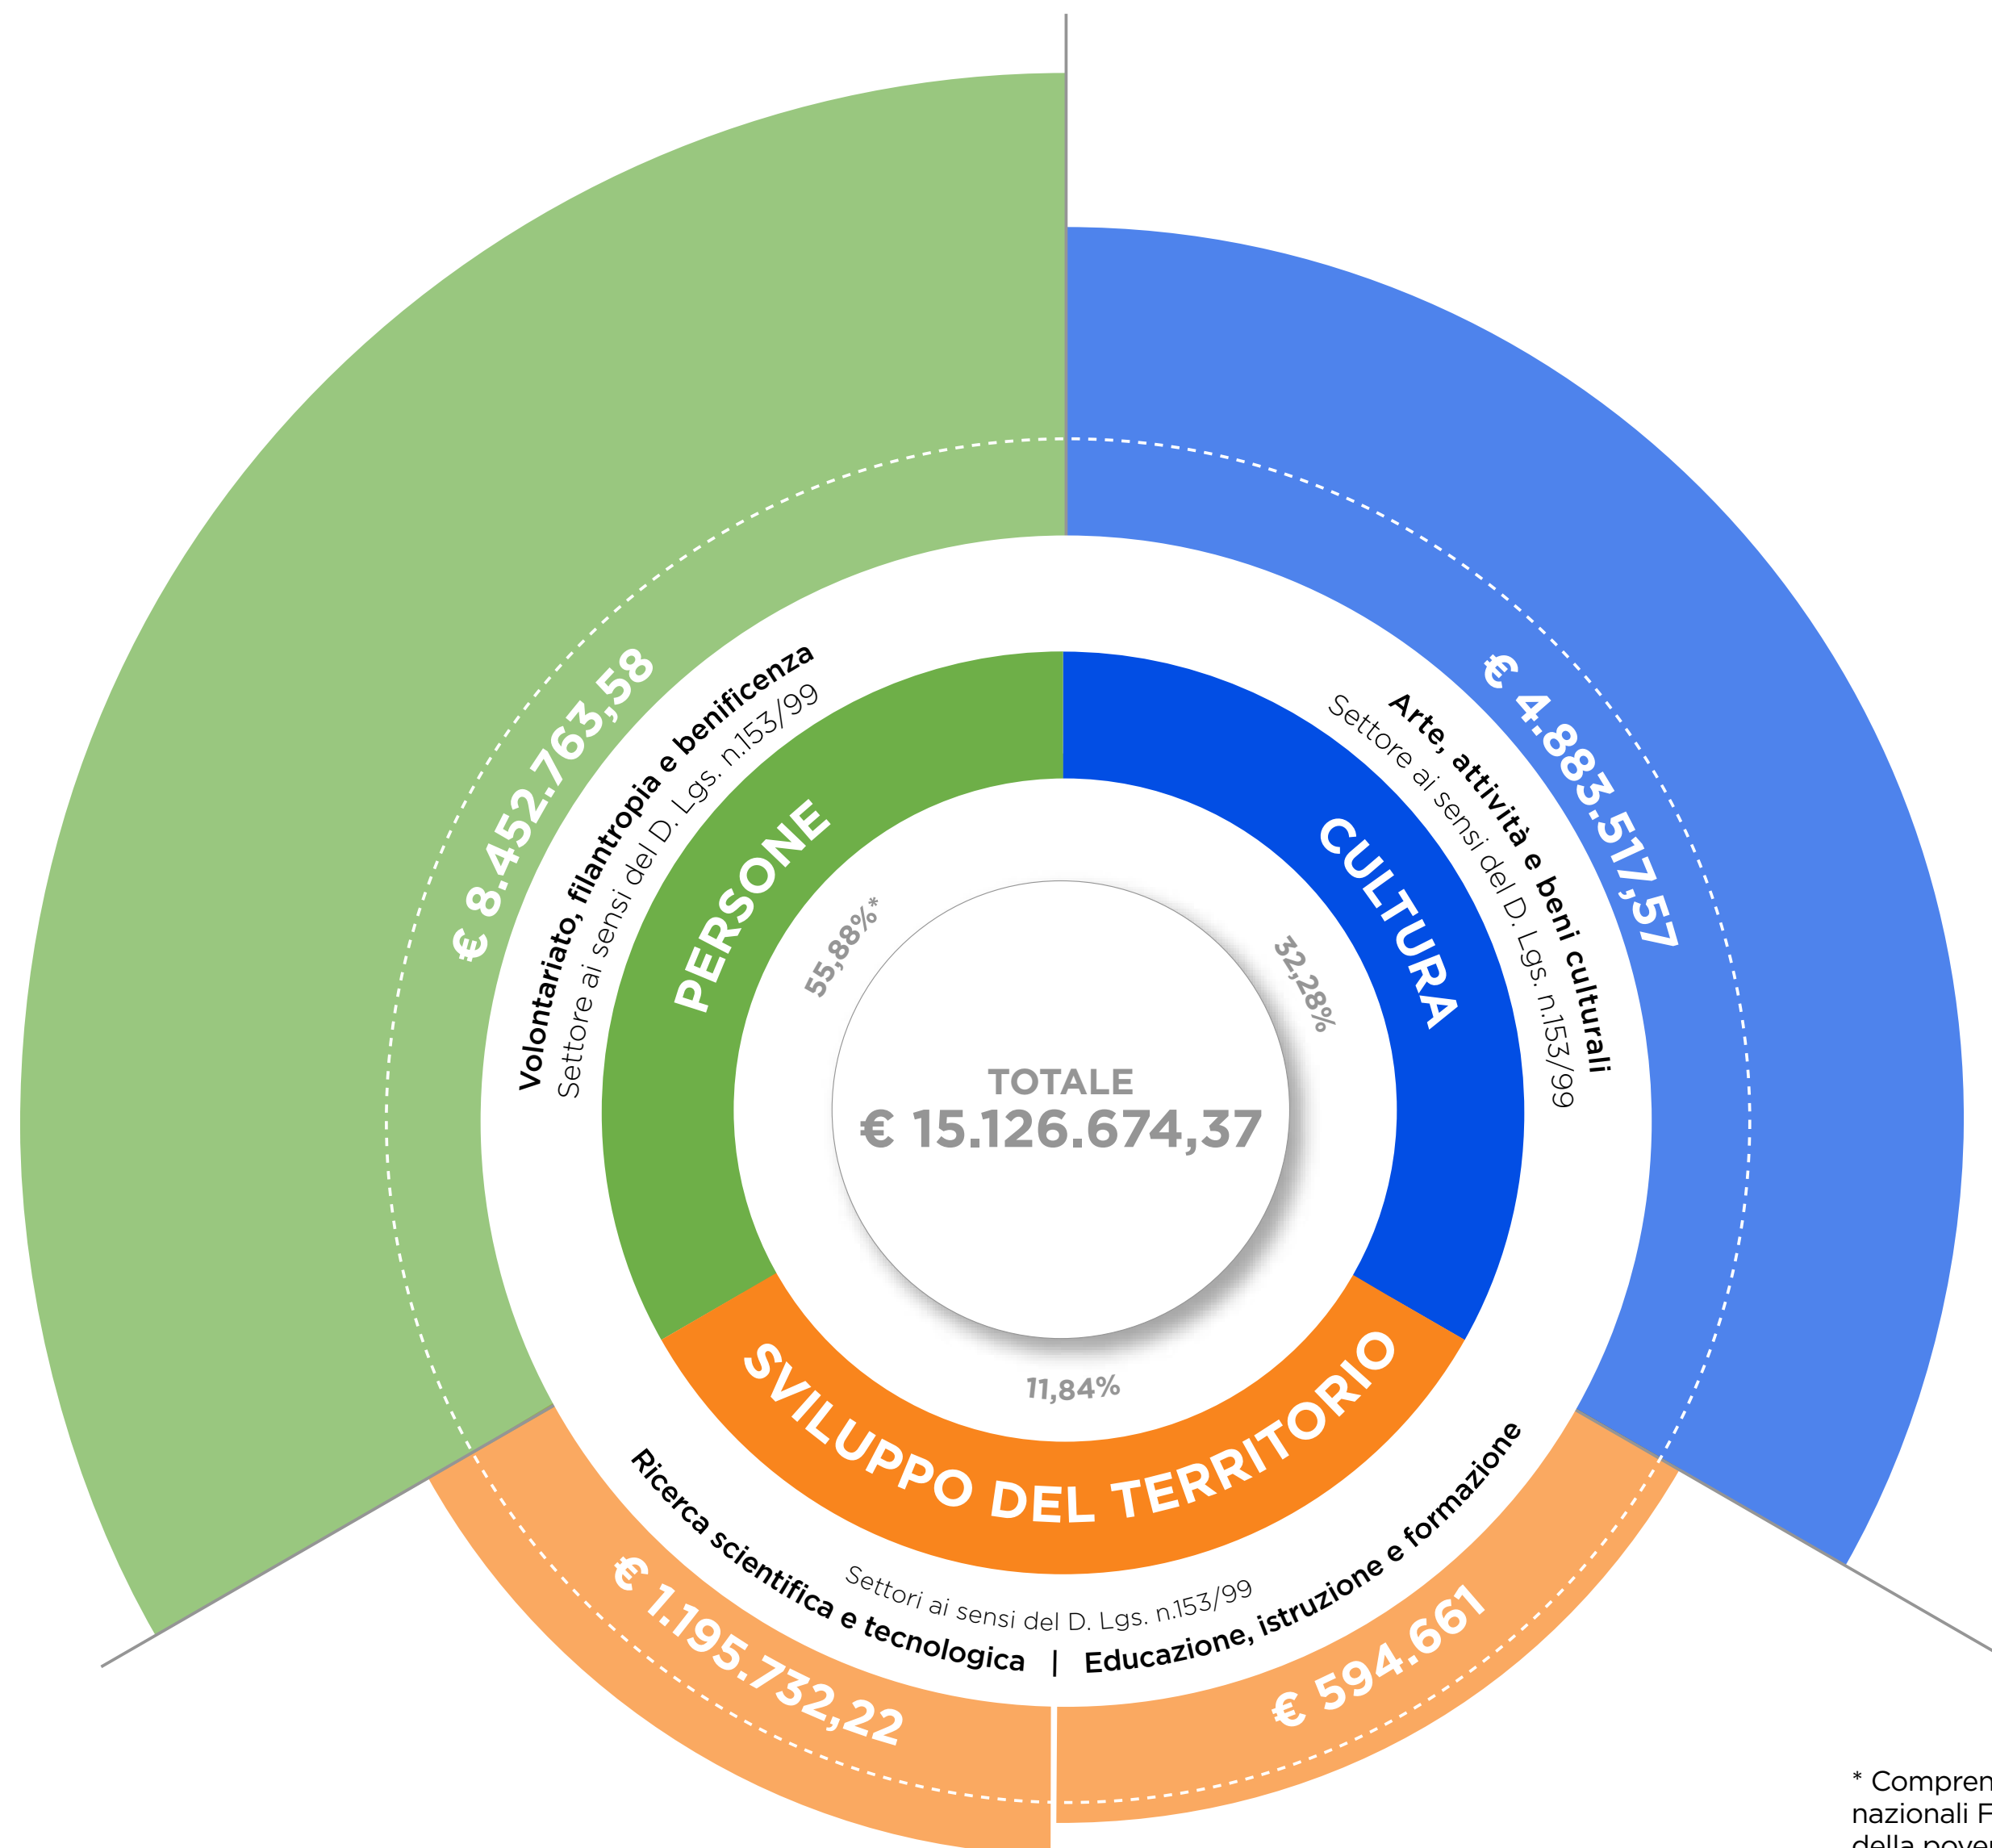 € 8.452.763,58
Volontariato, filantropia e benificenza
Settore ai sensi del D. Lgs. n.153/99
PERSONE
55,88%*
€ 4.883.517,57
Arte, attività e beni culturali
Settore ai sensi del D. Lgs. n.153/99
CULTURA
32,28%
TOTALE
€ 15.126.674,37
11,84%
SVILUPPO DEL TERRITORIO
Settori ai sensi del D. Lgs. n.153/99
Ricerca scientifica e tecnologica | Educazione, istruzione e formazione
€ 1.195.732,22
€ 594.661
* Compren
nazionali F
della pover